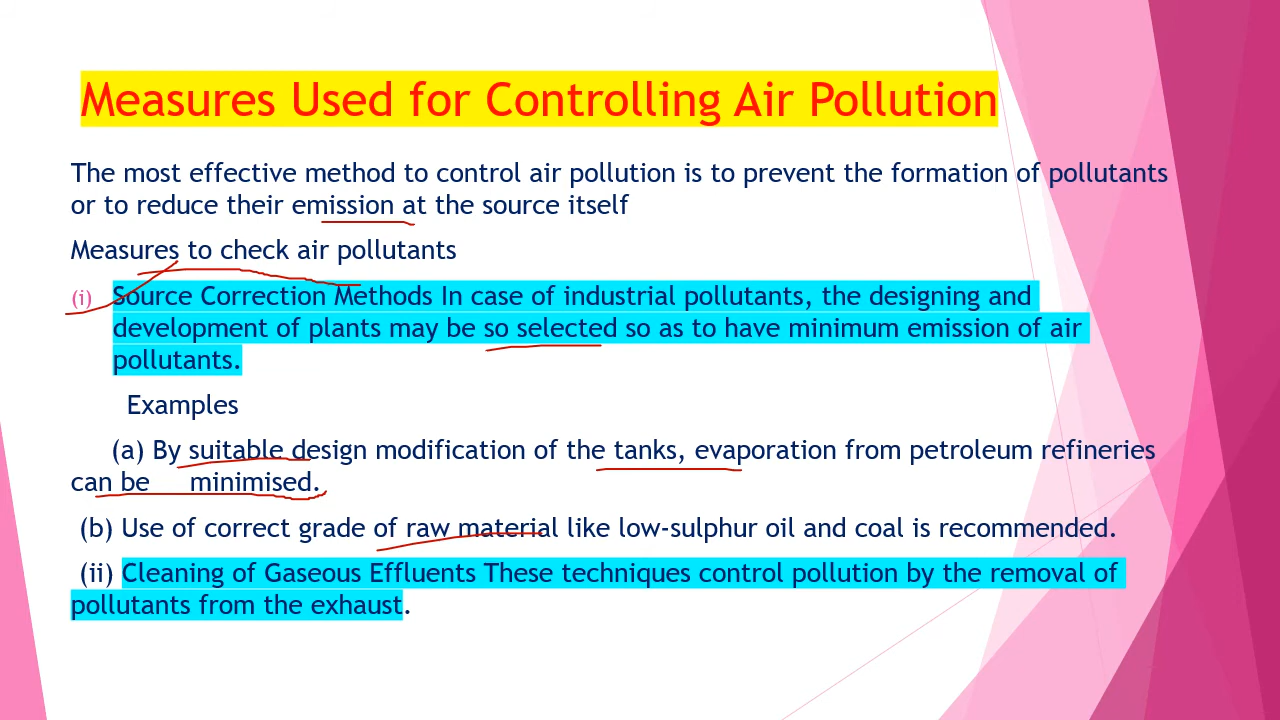 Measures Used for Controlling Air Pollution
The most effective method to control air pollution is to prevent the formation of pollutants
or to reduce their emission at the source itself
Measures to check air pollutants
(i) Source Correction Methods In case of industrial pollutants, the designing and
development of plants may be so selected so as to have minimum emission of air
pollutants.
Examples
(a) By suitable design modification of the tanks, evaporation from petroleum refineries
can be minimised.
(b) Use of correct grade of raw material like low-sulphur oil and coal is recommended.
(ii) Cleaning of Gaseous Effluents These techniques control pollution by the removal of
pollutants from the exhaust.